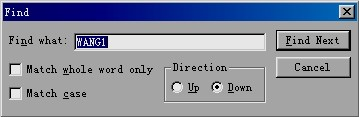 Find
Find what: WANG1
Find Next
Match whole word only
Direction
Cancel
Match case
Up Down